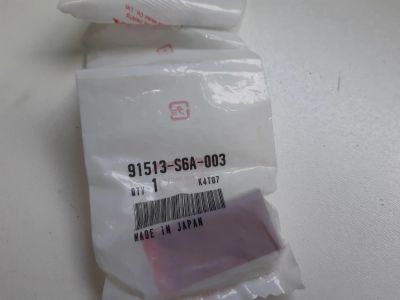 91513-S6A-003
QTY 1 K4T07
MADE IN JAPAN